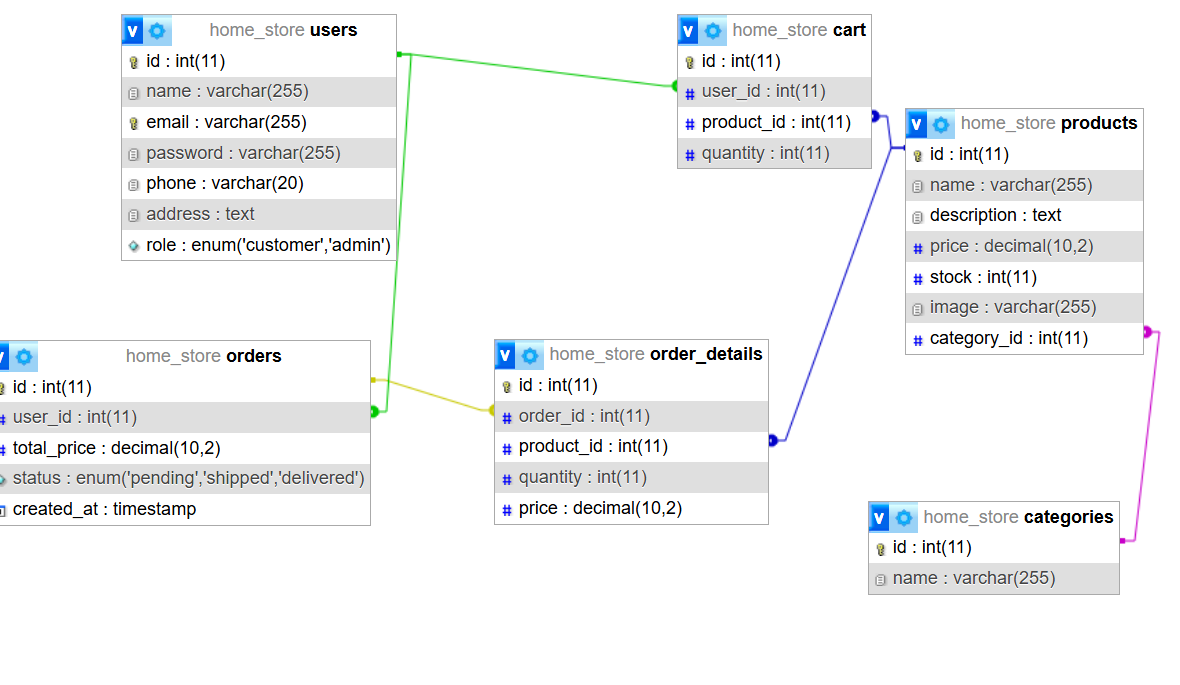 v home_store users
id : int(11)
name : varchar(255)
email : varchar(255)
password : varchar(255)
phone : varchar(20)
address : text
role : enum('customer','admin')
v home_store cart
id : int(11)
# user_id : int(11)
# product_id : int(11)
# quantity : int(11)
v home_store products
id : int(11)
name : varchar(255)
description : text
# price : decimal(10,2)
# stock : int(11)
image : varchar(255)
# category_id : int(11)
v home_store orders
id : int(11)
# user_id : int(11)
# total_price : decimal(10,2)
status : enum('pending','shipped','delivered')
created_at : timestamp
v home_store order_details
id : int(11)
# order_id : int(11)
# product_id : int(11)
# quantity : int(11)
# price : decimal(10,2)
v home_store categories
id : int(11)
name : varchar(255)